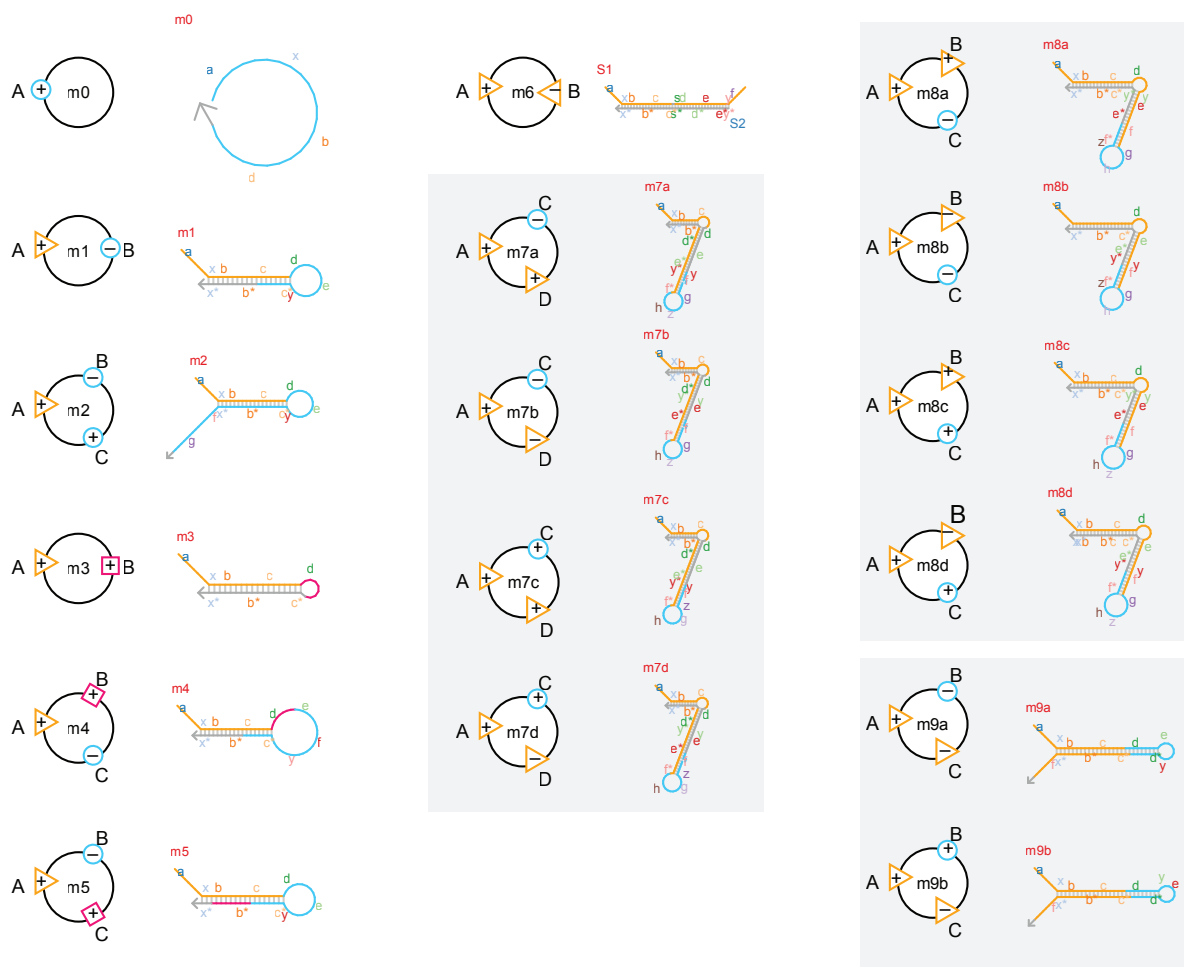 m0
A + m0
a x b d
A + m1 − B
m1
a x b c d e x* b* c* y
B
A + − m2 +
C
m2
a x b c d e f x* b* c* y g
A + m3 + B
m3
a x b c d x* b* c*
B
A + + m4 −
C
m4
a x b c d e f x* b* c y
B
A + − m5 +
C
m5
a x b c d e x* b* c* y
A + m6 − B
S1
a x b c s d e f
x* b* c s* d* e* y*
S2
C
A + − m7a +
D
m7a
a x b c x* b* d* d e y* y f* f h g z
C
A + − m7b −
D
m7b
a x b c x* b* d* d y y e* e f* f h g z
C
A + + m7c +
D
m7c
a x b c x* b* d* d e* e y* y f* f z h g
C
A + + m7d −
D
m7d
a x b c x* b* d* d y y e* e f* f z h g
B
A + + m8a −
C
m8a
a x b c d x* b* c* y y e* e f* f z g h
B
A + − m8b −
C
m8b
a x b c d x* b* c* e* e y* y f* f z g h
B
A + + m8c +
C
m8c
a x b c d x* b* c* y y e* e f* f h g z
B
A + − m8d +
C
m8d
a x b c d b* c c* e* e y* y f* f h g z
B
A + − m9a −
C
m9a
a x b c d e f x* b* c* d* y
B
A + + m9b −
C
m9b
a x b c d y e f x* b* c* d*